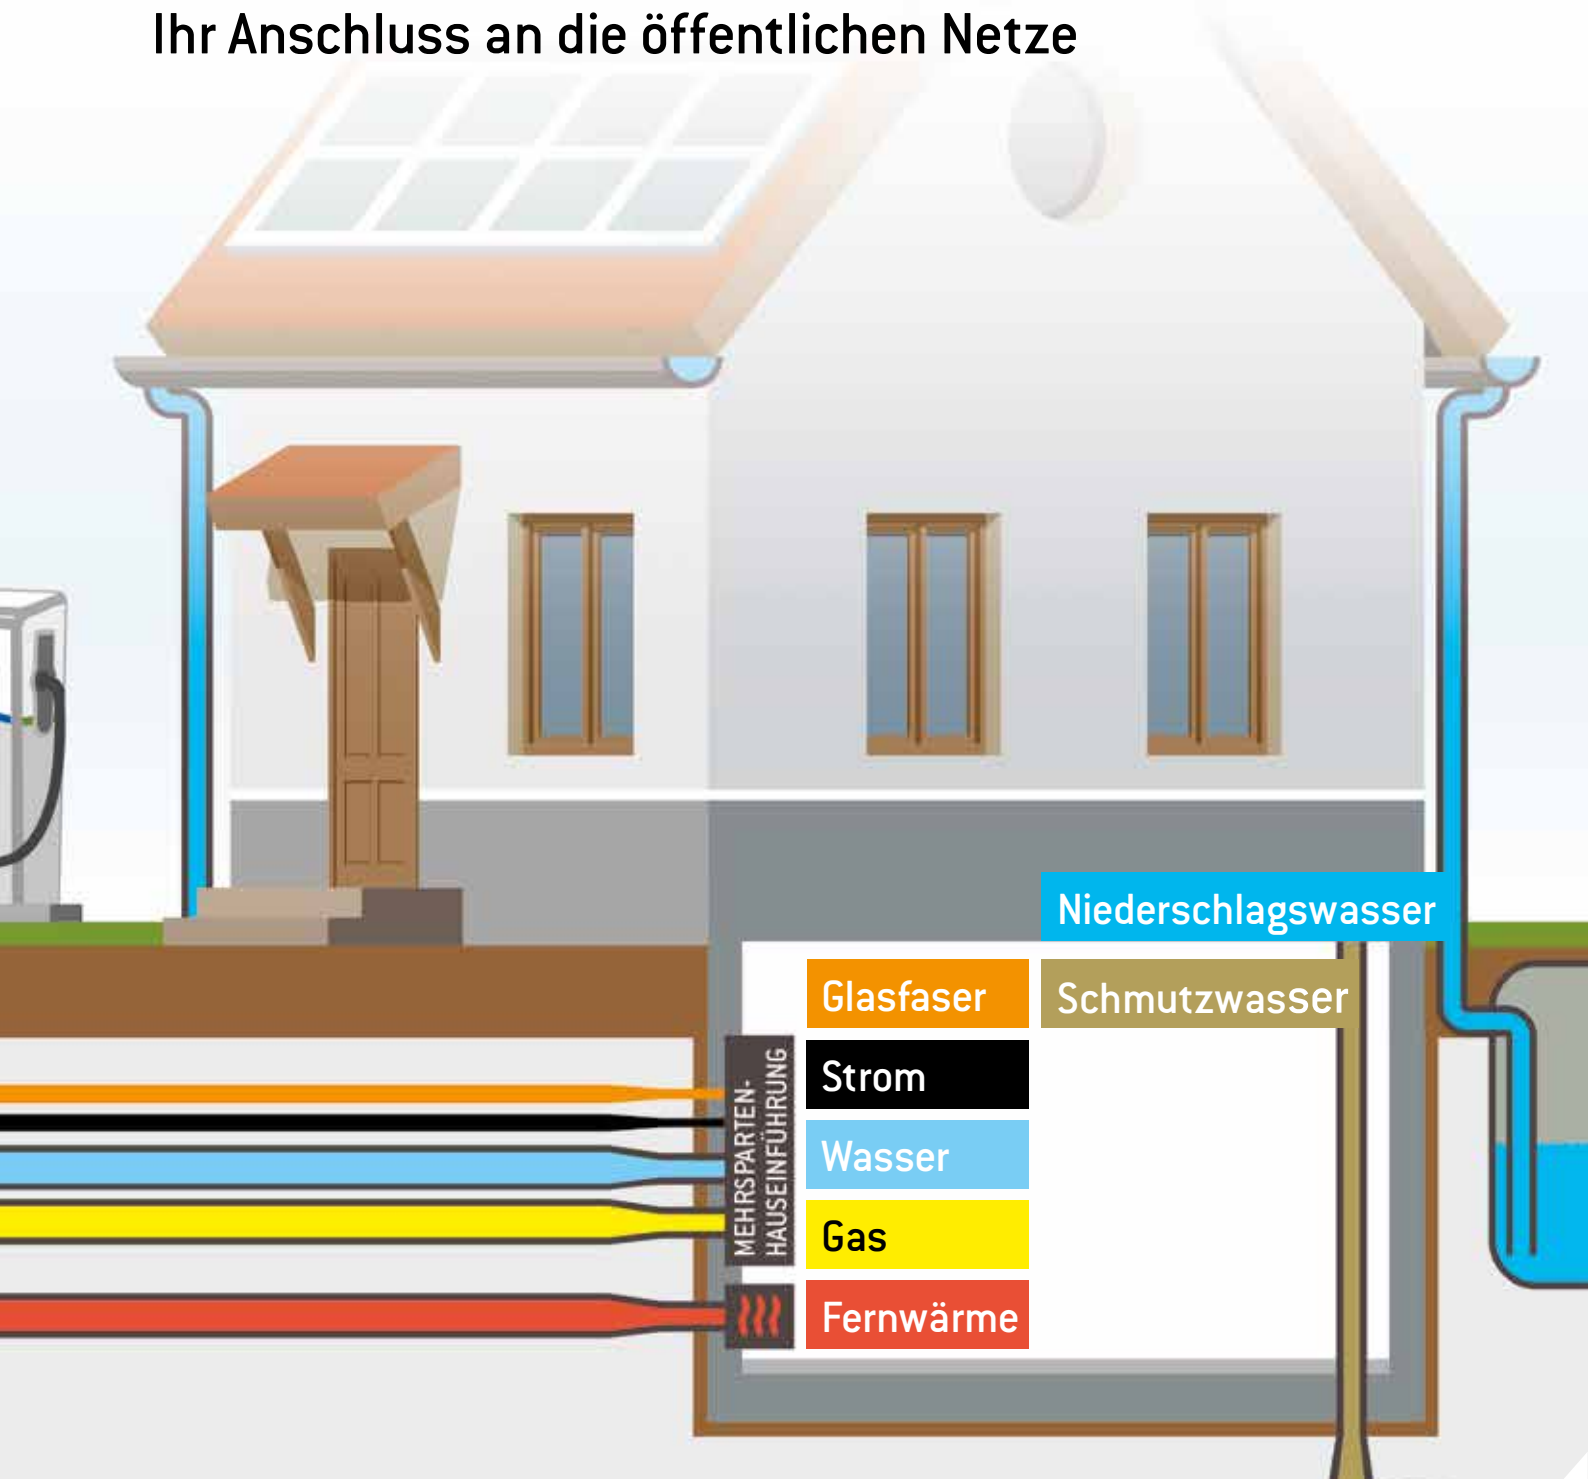 Ihr Anschluss an die öffentlichen Netze
Niederschlagswasser
Glasfaser
Schmutzwasser
Strom
Wasser
Gas
Fernwärme
MEHRSPARTEN-
HAUSEINFÜHRUNG